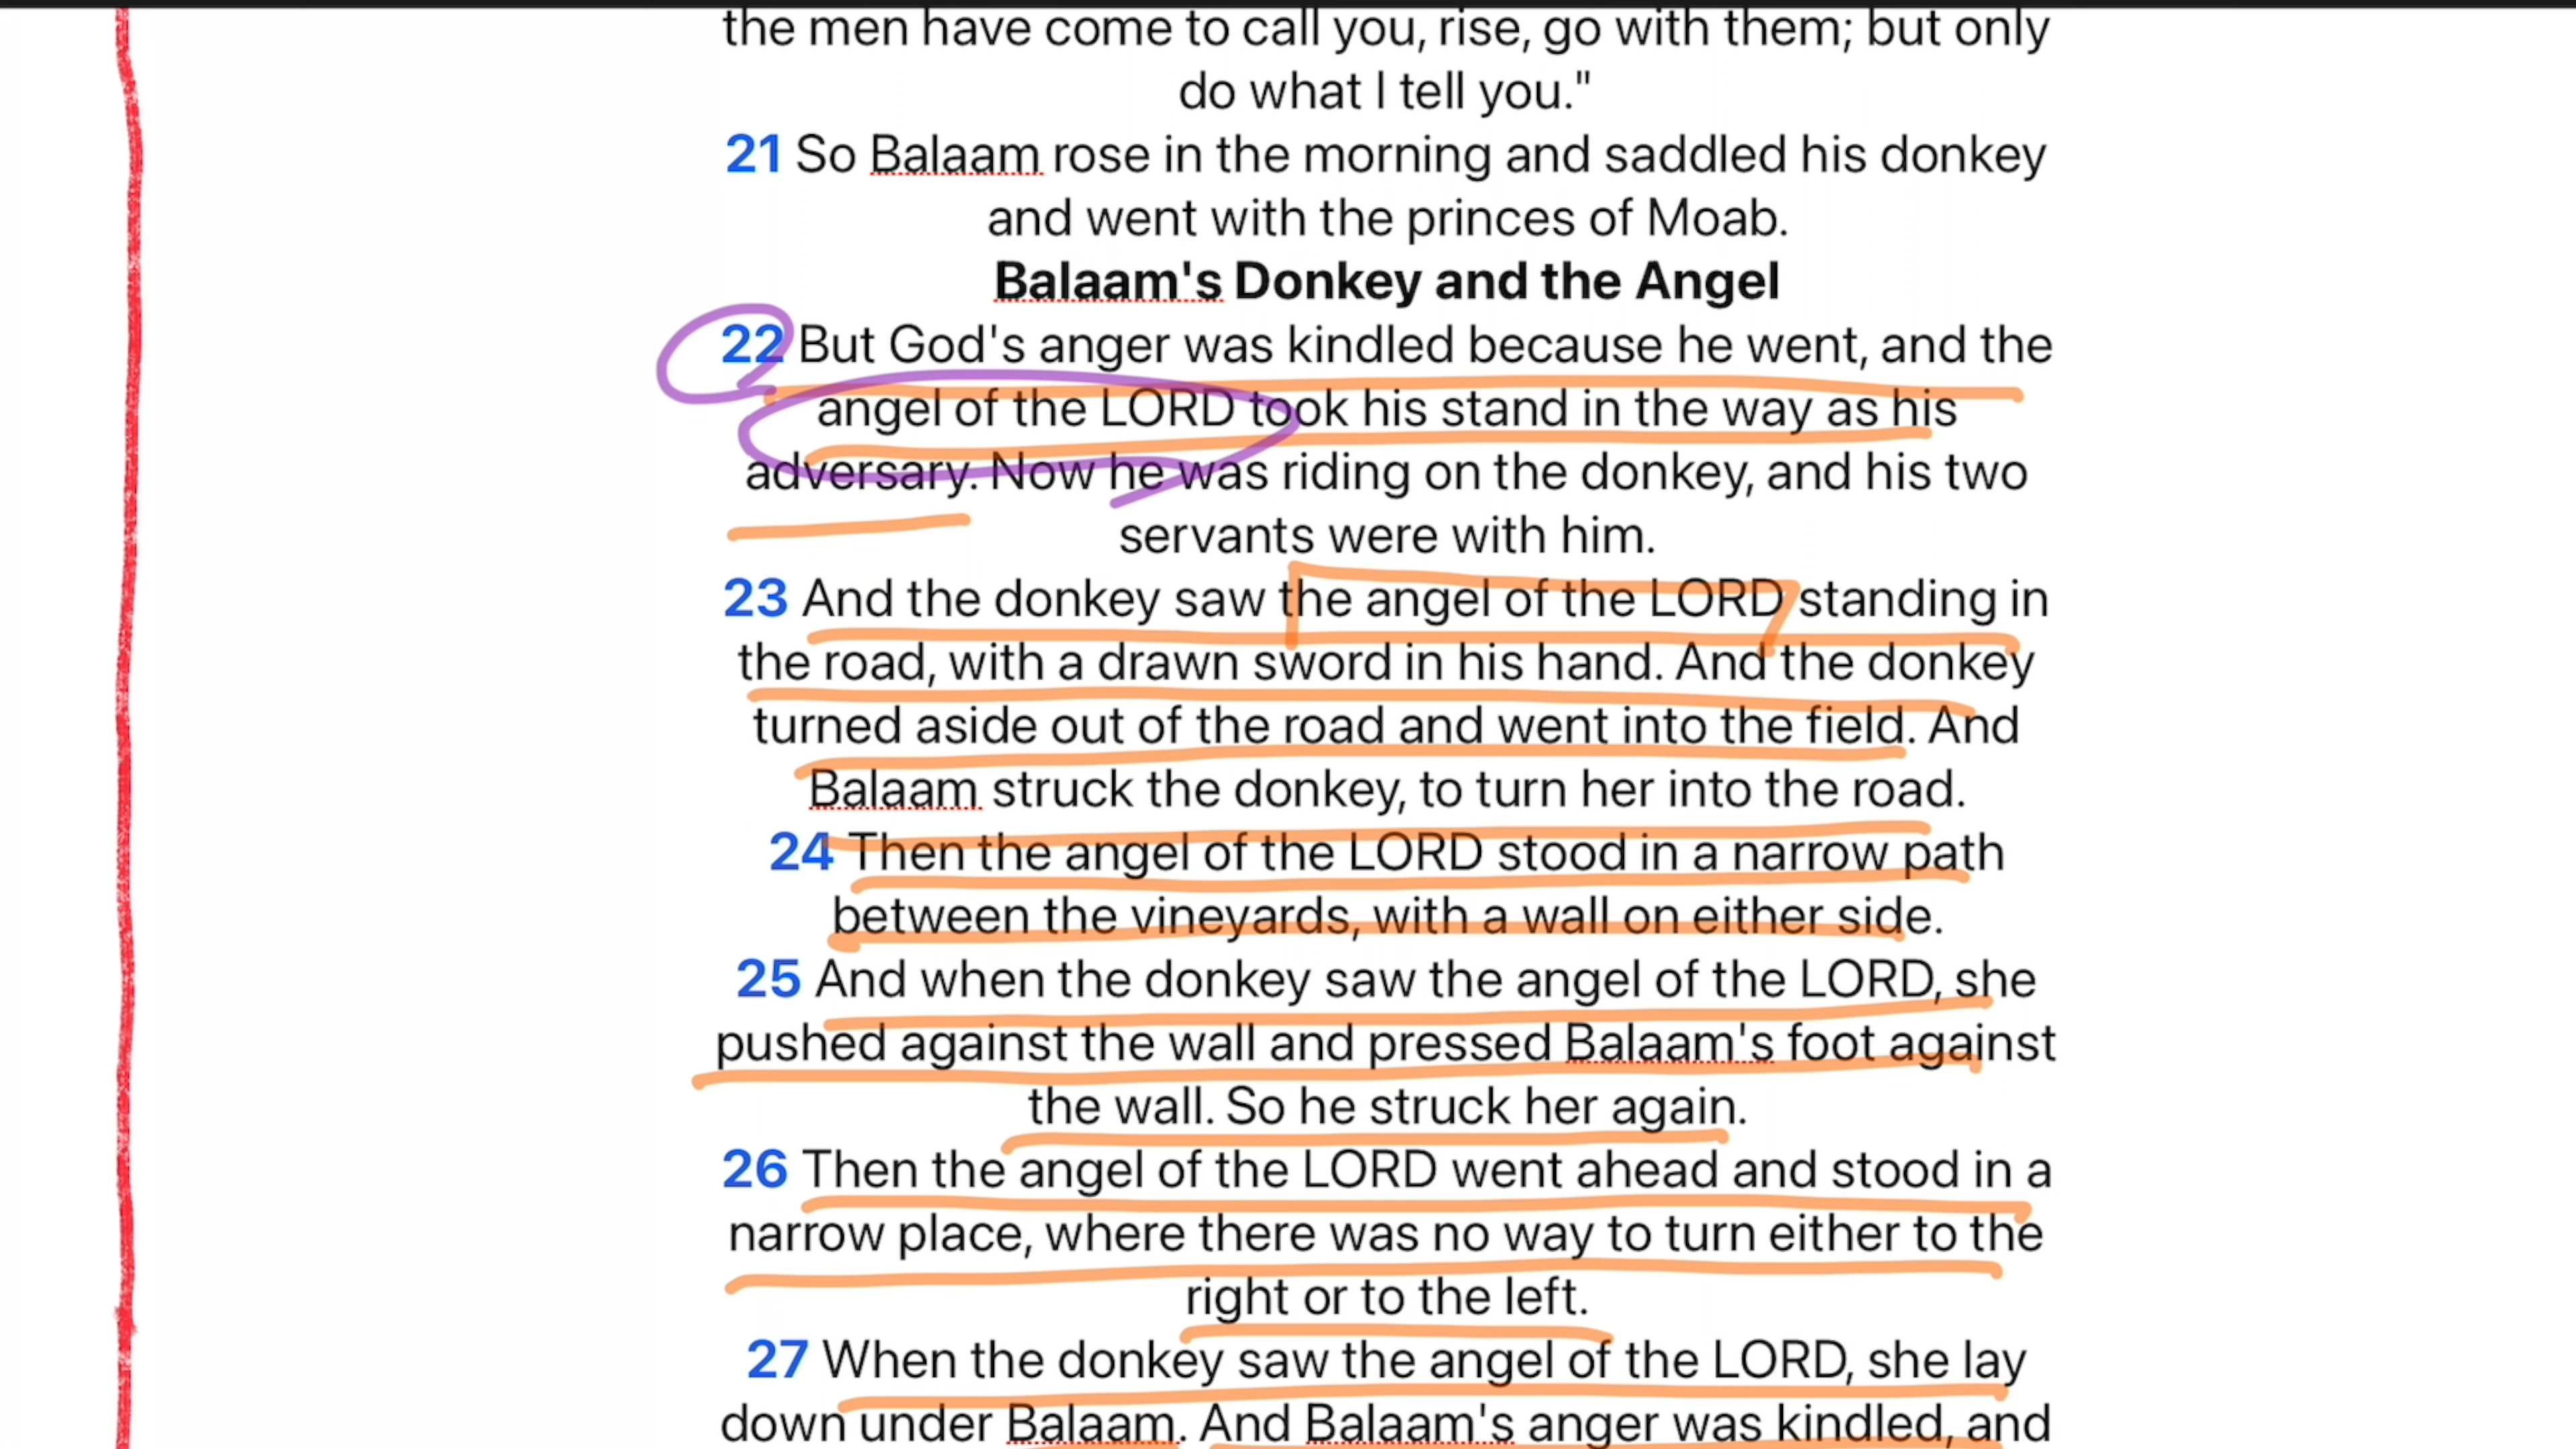 the men have come to call you, rise, go with them; but only
do what I tell you."
21 So Balaam rose in the morning and saddled his donkey
and went with the princes of Moab.
Balaam's Donkey and the Angel
22 But God's anger was kindled because he went, and the
angel of the LORD took his stand in the way as his
adversary. Now he was riding on the donkey, and his two
servants were with him.
23 And the donkey saw the angel of the LORD standing in
the road, with a drawn sword in his hand. And the donkey
turned aside out of the road and went into the field. And
Balaam struck the donkey, to turn her into the road.
24 Then the angel of the LORD stood in a narrow path
between the vineyards, with a wall on either side.
25 And when the donkey saw the angel of the LORD, she
pushed against the wall and pressed Balaam's foot against
the wall. So he struck her again.
26 Then the angel of the LORD went ahead and stood in a
narrow place, where there was no way to turn either to the
right or to the left.
27 When the donkey saw the angel of the LORD, she lay
down under Balaam. And Balaam's anger was kindled, and